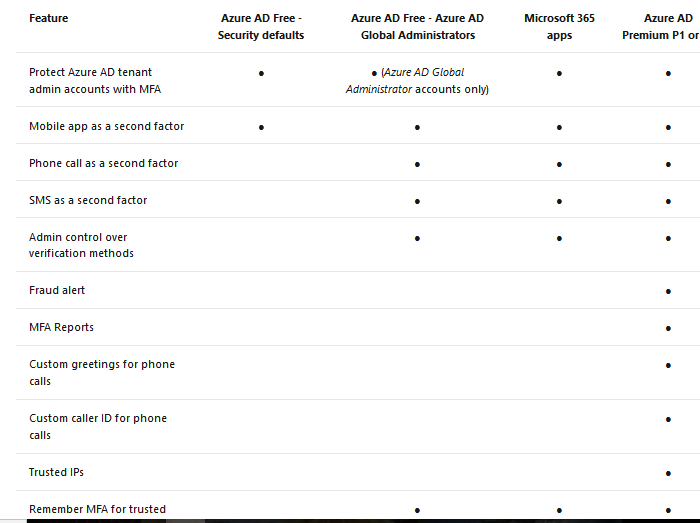 Feature
Azure AD Free -
Security defaults
Azure AD Free - Azure AD
Global Administrators
Microsoft 365
apps
Azure AD
Premium P1 or
Protect Azure AD tenant
admin accounts with MFA
●
● (Azure AD Global
Administrator accounts only)
●
●
Mobile app as a second factor
●
●
●
●
Phone call as a second factor
●
●
●
SMS as a second factor
●
●
●
Admin control over
verification methods
●
●
●
Fraud alert
●
MFA Reports
●
Custom greetings for phone
calls
●
Custom caller ID for phone
calls
●
Trusted IPs
●
Remember MFA for trusted
●
●
●